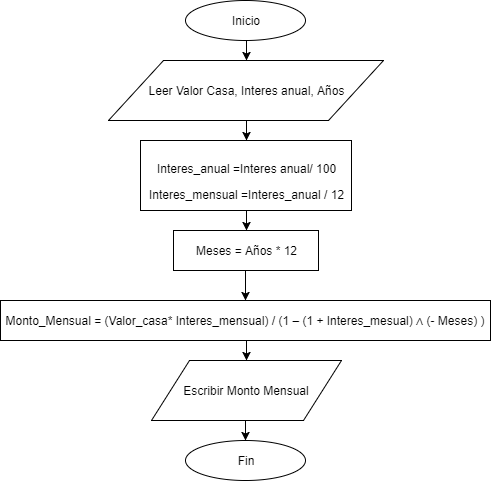 Inicio
Leer Valor Casa, Interes anual, Años
Interes_anual =Interes anual/ 100
Interes_mensual =Interes_anual / 12
Meses = Años * 12
Monto_Mensual = (Valor_casa* Interes_mensual) / (1 – (1 + Interes_mesual) ∧ (- Meses) )
Escribir Monto Mensual
Fin